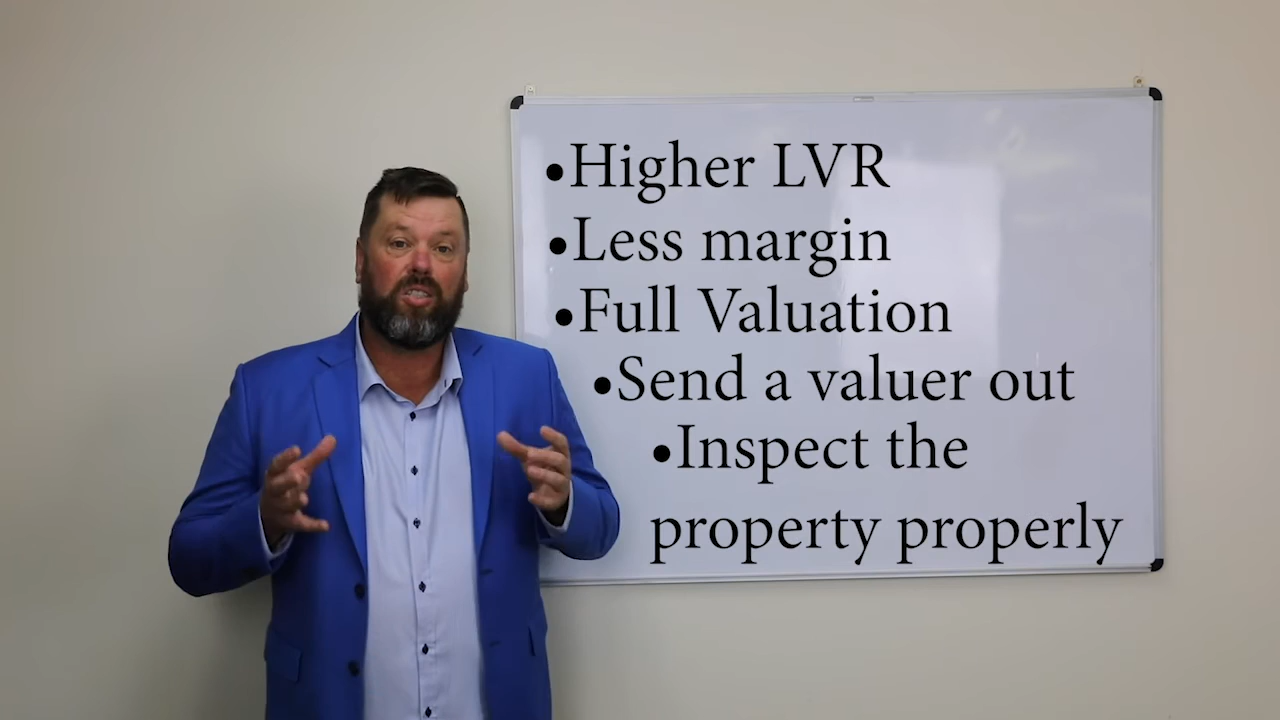 •Higher LVR
•Less margin
•Full Valuation
•Send a valuer out
•Inspect the
property properly